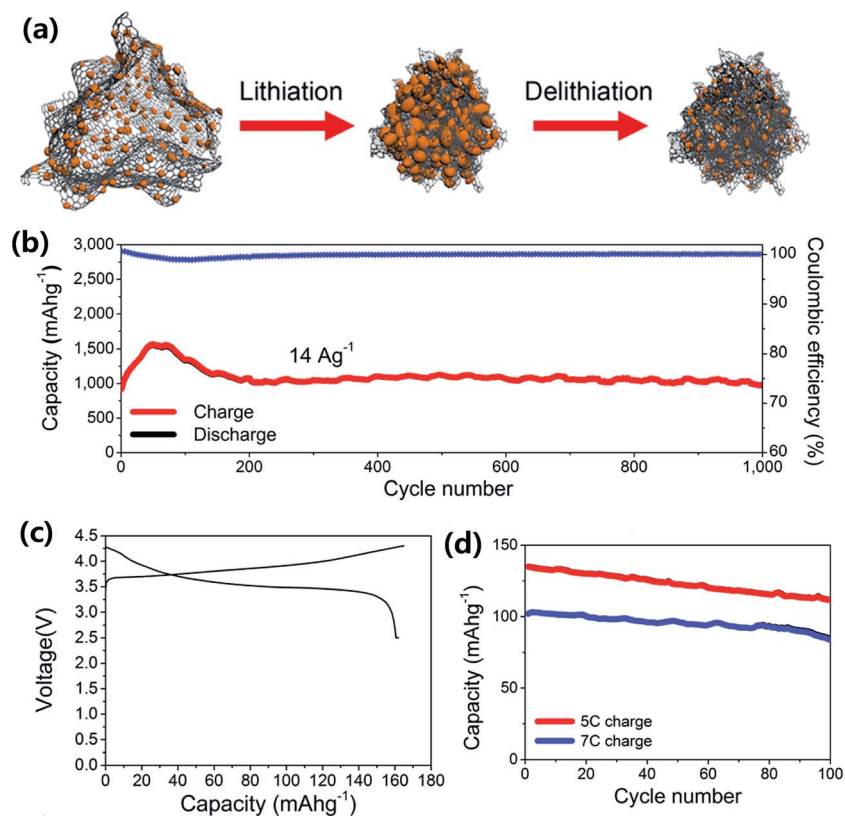 (a)
Lithiation
Delithiation
(b)
3,000
2,500
2,000
1,500
1,000
500
0
Capacity (mAhg⁻¹)
14 Ag⁻¹
Charge
Discharge
0 200 400 600 800 1,000
Cycle number
100
90
80
70
60
Coulombic efficiency (%)
(c)
4.5
4.0
3.5
3.0
2.5
2.0
1.5
1.0
0.5
0.0
Voltage(V)
0 20 40 60 80 100 120 140 160 180
Capacity (mAhg⁻¹)
(d)
150
100
50
0
Capacity (mAhg⁻¹)
5C charge
7C charge
0 20 40 60 80 100
Cycle number